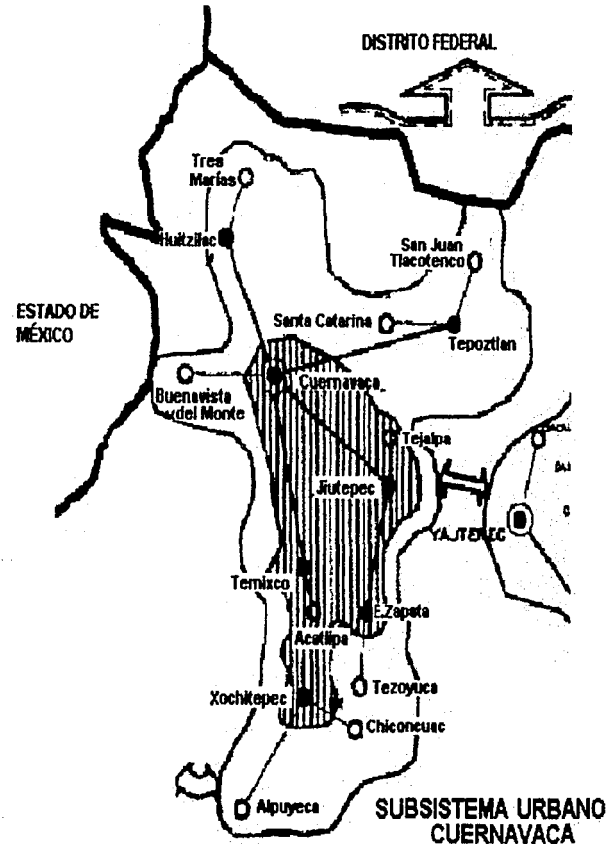 DISTRITO FEDERAL
Tres
Marías
Huitzilac
San Juan
Tlacotenco
ESTADO DE
MÉXICO
Santa Catarina
Tepoztlan
Cuernavaca
Buenavista
del Monte
Tejalpa
Jiutepec
YAUTEPEC
Temixco
E.Zapata
Acatlipa
Tezoyuca
Xochitepec
Chiconcuac
Alpuyeca
SUBSISTEMA URBANO
CUERNAVACA